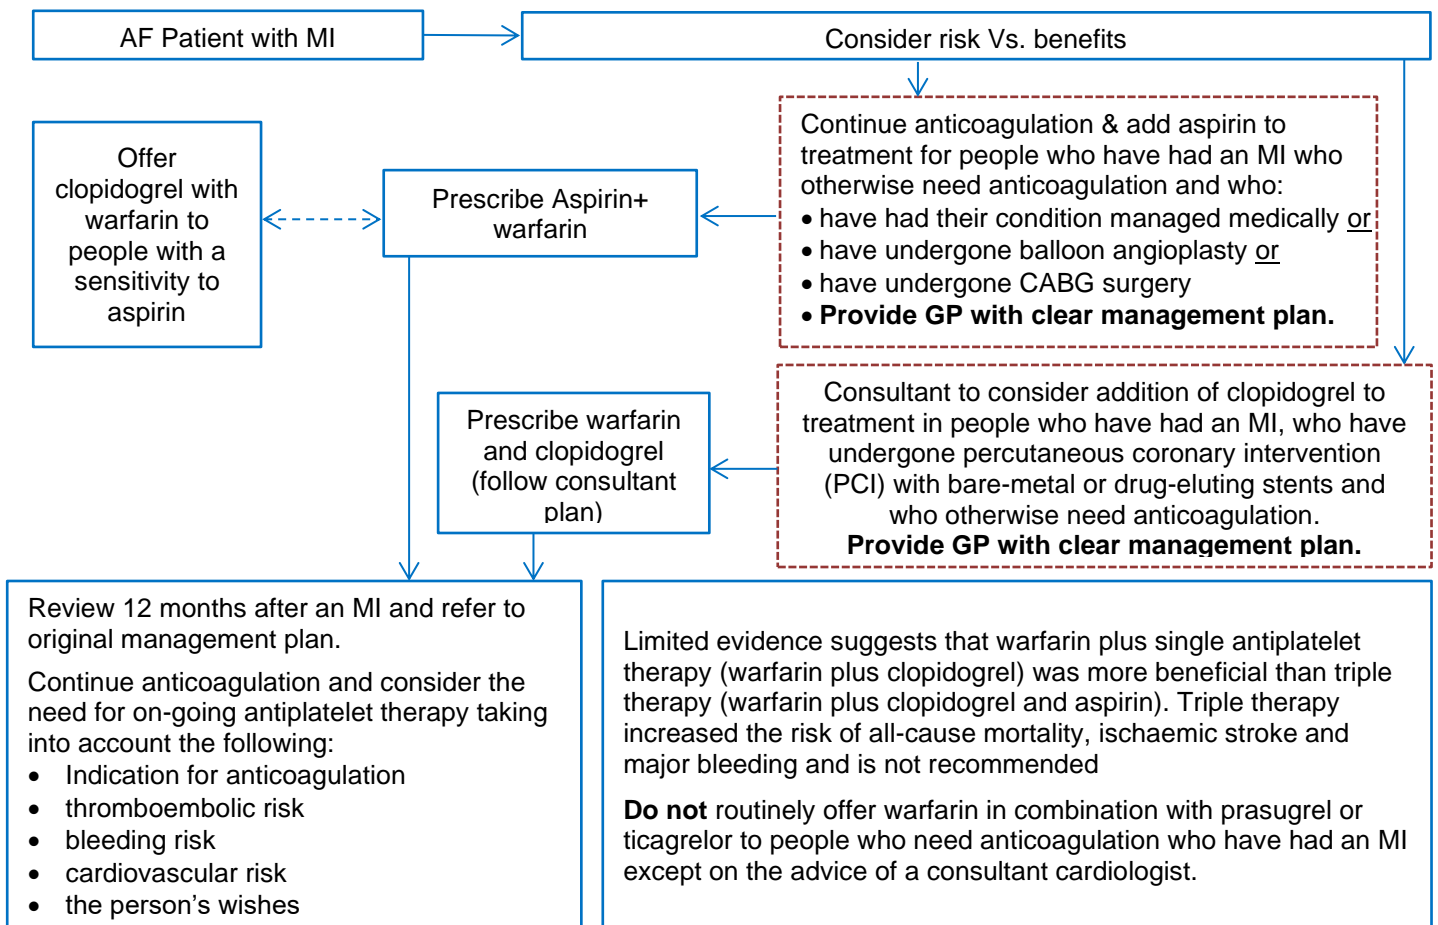 AF Patient with MI
Consider risk Vs. benefits
Offer
clopidogrel with
warfarin to
people with a
sensitivity to
aspirin
Prescribe Aspirin+
warfarin
Continue anticoagulation & add aspirin to
treatment for people who have had an MI who
otherwise need anticoagulation and who:
• have had their condition managed medically or
• have undergone balloon angioplasty or
• have undergone CABG surgery
• Provide GP with clear management plan.
Prescribe warfarin
and clopidogrel
(follow consultant
plan)
Consultant to consider addition of clopidogrel to
treatment in people who have had an MI, who have
undergone percutaneous coronary intervention
(PCI) with bare-metal or drug-eluting stents and
who otherwise need anticoagulation.
Provide GP with clear management plan.
Review 12 months after an MI and refer to
original management plan.
Continue anticoagulation and consider the
need for on-going antiplatelet therapy taking
into account the following:
• Indication for anticoagulation
• thromboembolic risk
• bleeding risk
• cardiovascular risk
• the person's wishes
Limited evidence suggests that warfarin plus single antiplatelet
therapy (warfarin plus clopidogrel) was more beneficial than triple
therapy (warfarin plus clopidogrel and aspirin). Triple therapy
increased the risk of all-cause mortality, ischaemic stroke and
major bleeding and is not recommended
Do not routinely offer warfarin in combination with prasugrel or
ticagrelor to people who need anticoagulation who have had an MI
except on the advice of a consultant cardiologist.